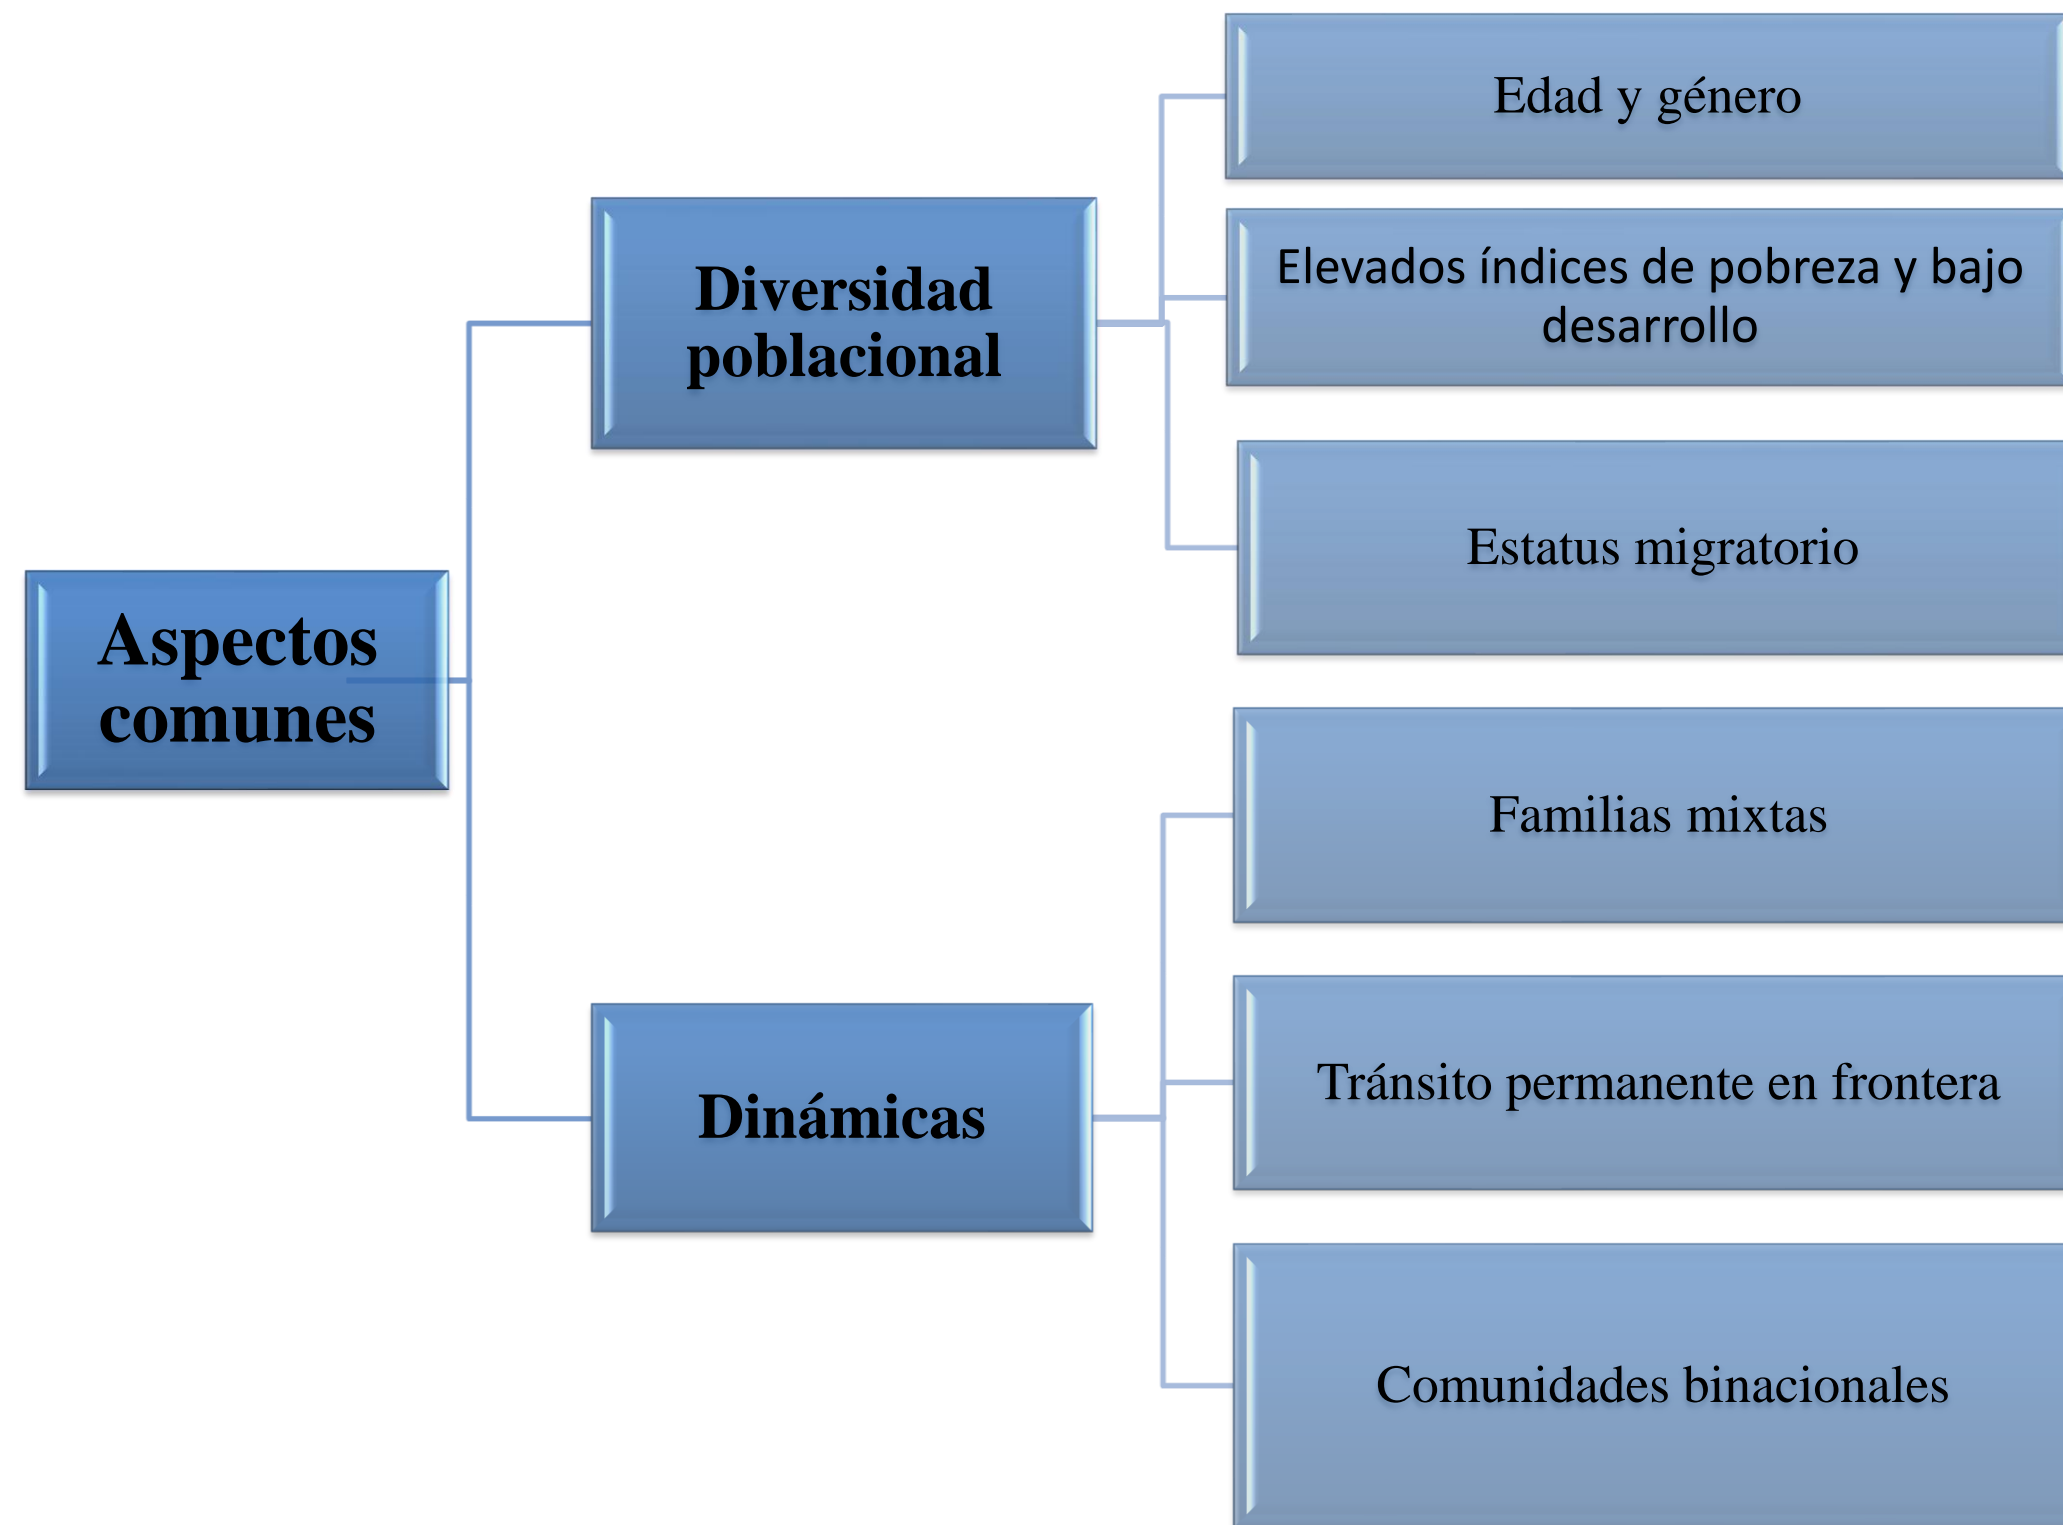 Aspectos
comunes
Diversidad
poblacional
Edad y género
Elevados índices de pobreza y bajo
desarrollo
Estatus migratorio
Dinámicas
Familias mixtas
Tránsito permanente en frontera
Comunidades binacionales